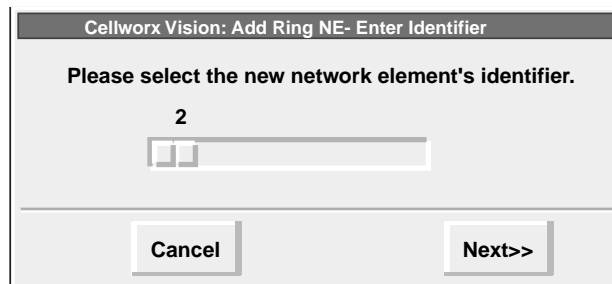 Cellworx Vision: Add Ring NE- Enter Identifier
Please select the new network element's identifier.
2
Cancel
Next>>